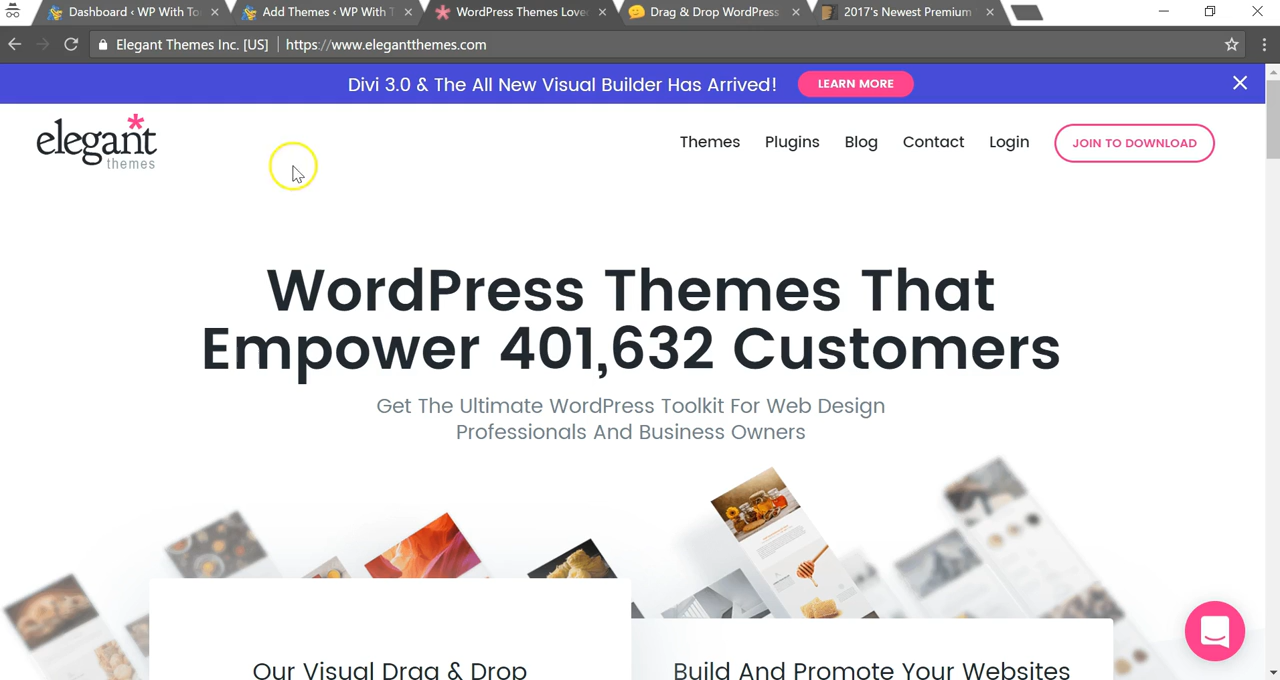 Dashboard ‹ WP With To
Add Themes ‹ WP With T
WordPress Themes Love
Drag & Drop WordPress
2017's Newest Premium
Elegant Themes Inc. [US]
https://www.elegantthemes.com
Divi 3.0 & The All New Visual Builder Has Arrived!
LEARN MORE
elegant
themes
Themes
Plugins
Blog
Contact
Login
JOIN TO DOWNLOAD
WordPress Themes That
Empower 401,632 Customers
Get The Ultimate WordPress Toolkit For Web Design
Professionals And Business Owners
Our Visual Drag & Drop
Build And Promote Your Websites